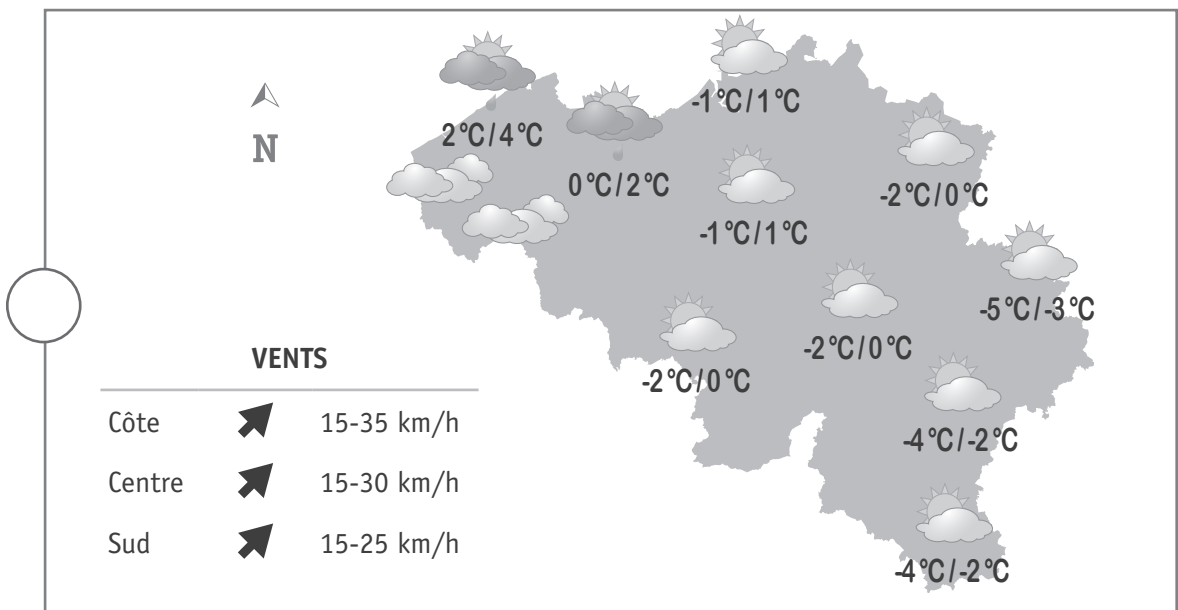 N
-1°C/1°C
2°C/4°C
0°C/2°C
-2°C/0°C
-1°C/1°C
-5°C/-3°C
-2°C/0°C
-2°C/0°C
-4°C/-2°C
-4°C/-2°C
VENTS
Côte 15-35 km/h
Centre 15-30 km/h
Sud 15-25 km/h